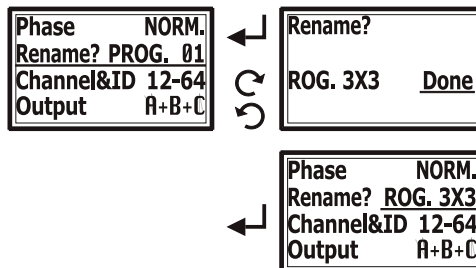 Phase NORM.
Rename? PROG. 01
Channel&ID 12-64
Output A+B+C
Rename?
ROG. 3X3 Done
Phase NORM.
Rename? ROG. 3X3
Channel&ID 12-64
Output A+B+C